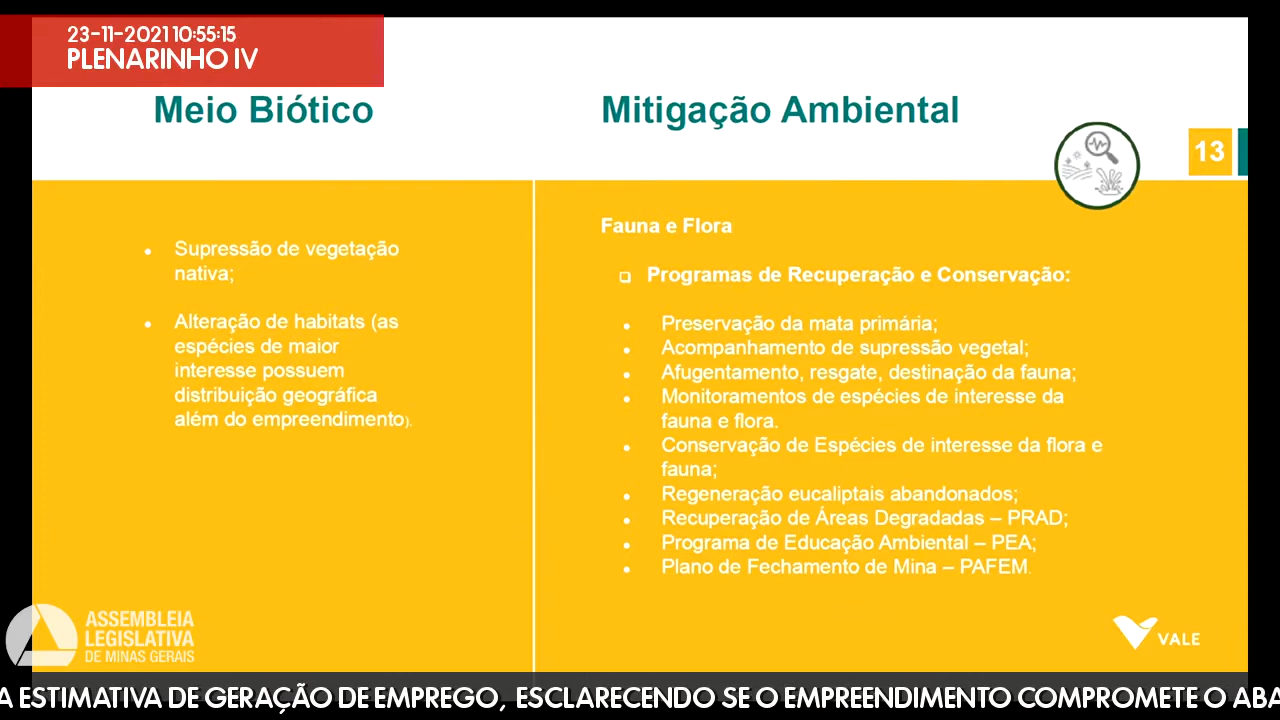 23-11-2021 10:55:15
PLENARINHO IV
Meio Biótico
Mitigação Ambiental
13
Supressão de vegetação
nativa;
Alteração de habitats (as
espécies de maior
interesse possuem
distribuição geográfica
além do empreendimento).
Fauna e Flora
Programas de Recuperação e Conservação:
Preservação da mata primária;
Acompanhamento de supressão vegetal;
Afugentamento, resgate, destinação da fauna;
Monitoramentos de espécies de interesse da
fauna e flora.
Conservação de Espécies de interesse da flora e
fauna;
Regeneração eucaliptais abandonados;
Recuperação de Áreas Degradadas – PRAD;
Programa de Educação Ambiental – PEA;
Plano de Fechamento de Mina – PAFEM.
ASSEMBLEIA
LEGISLATIVA
DE MINAS GERAIS
VALE
A ESTIMATIVA DE GERAÇÃO DE EMPREGO, ESCLARECENDO SE O EMPREENDIMENTO COMPROMETE O ABA